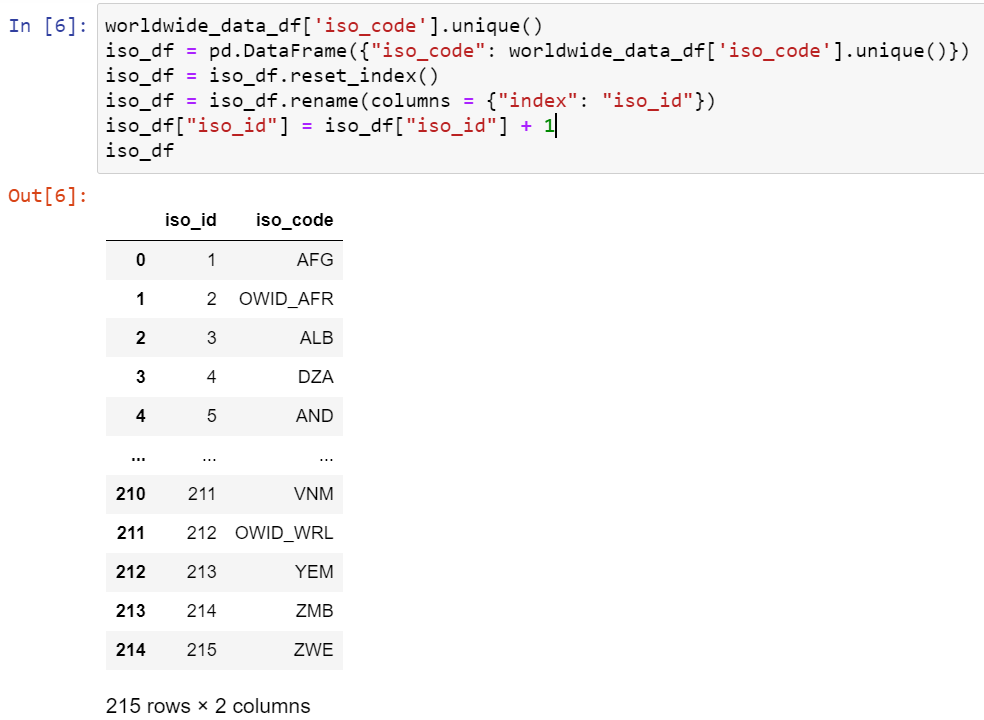 In [6]: worldwide_data_df['iso_code'].unique()
iso_df = pd.DataFrame({"iso_code": worldwide_data_df['iso_code'].unique()})
iso_df = iso_df.reset_index()
iso_df = iso_df.rename(columns = {"index": "iso_id"})
iso_df["iso_id"] = iso_df["iso_id"] + 1
iso_df
Out[6]:
iso_id iso_code
0 1 AFG
1 2 OWID_AFR
2 3 ALB
3 4 DZA
4 5 AND
... ... ...
210 211 VNM
211 212 OWID_WRL
212 213 YEM
213 214 ZMB
214 215 ZWE
215 rows × 2 columns